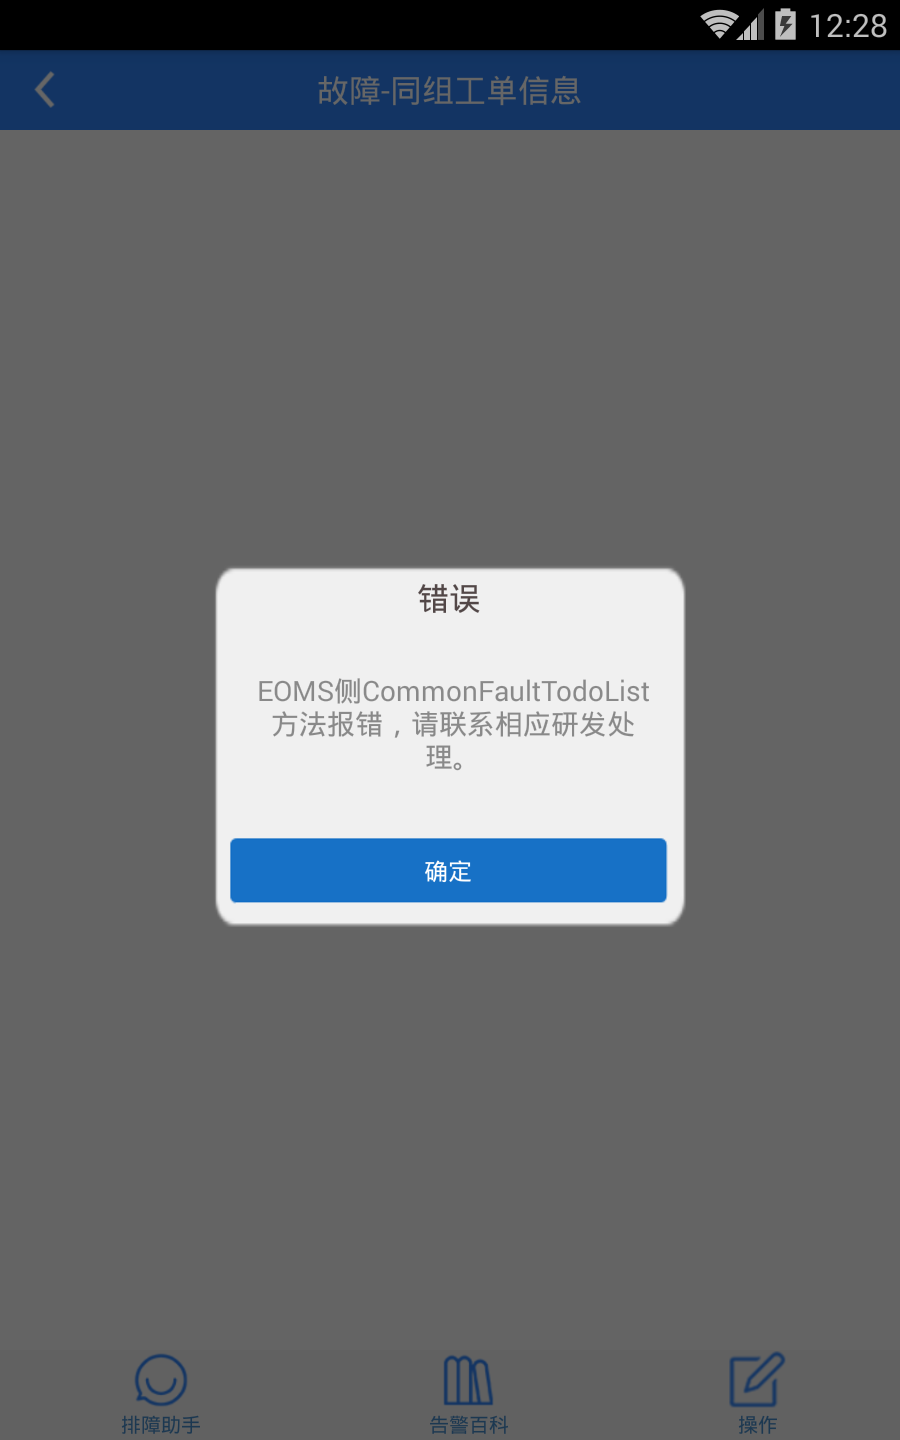 12:28
故障-同组工单信息
错误
EOMS侧CommonFaultTodoList
方法报错，请联系相应研发处
理。
确定
排障助手
告警百科
操作